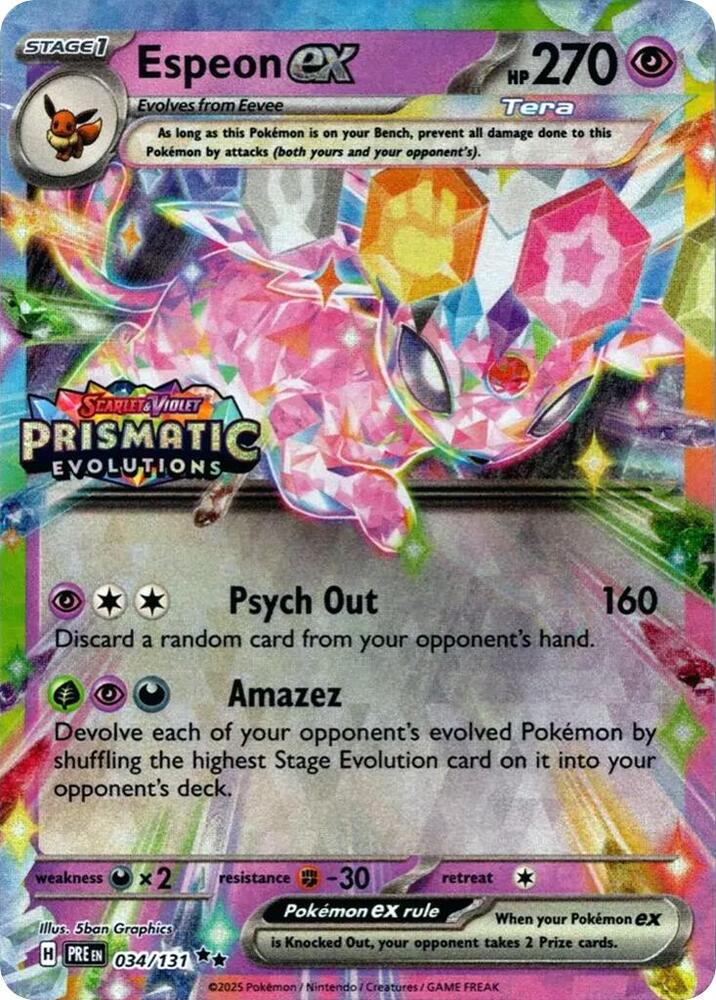 STAGE 1
Espeon ex
HP 270
Evolves from Eevee
Tera
As long as this Pokémon is on your Bench, prevent all damage done to this
Pokémon by attacks (both yours and your opponent's).
SCARLET & VIOLET
PRISMATIC
EVOLUTIONS
Psych Out 160
Discard a random card from your opponent's hand.
Amazez
Devolve each of your opponent's evolved Pokémon by
shuffling the highest Stage Evolution card on it into your
opponent's deck.
weakness ×2 resistance -30 retreat
Illus. 5ban Graphics
Pokémon ex rule
When your Pokémon ex
is Knocked Out, your opponent takes 2 Prize cards.
H PRE EN 034/131
©2025 Pokémon / Nintendo / Creatures / GAME FREAK